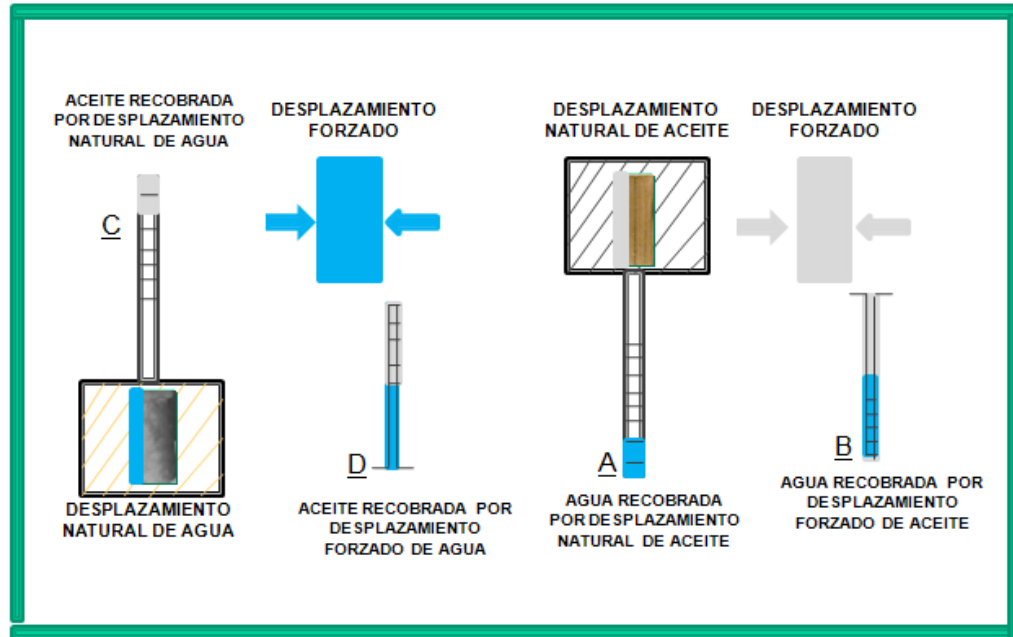 ACEITE RECOBRADA
POR DESPLAZAMIENTO
NATURAL DE AGUA
C
DESPLAZAMIENTO
NATURAL DE AGUA
DESPLAZAMIENTO
FORZADO
D
ACEITE RECOBRADA POR
DESPLAZAMIENTO
FORZADO DE AGUA
DESPLAZAMIENTO
NATURAL DE ACEITE
A
AGUA RECOBRADA
POR DESPLAZAMIENTO
NATURAL DE ACEITE
DESPLAZAMIENTO
FORZADO
B
AGUA RECOBRADA POR
DESPLAZAMIENTO
FORZADO DE ACEITE